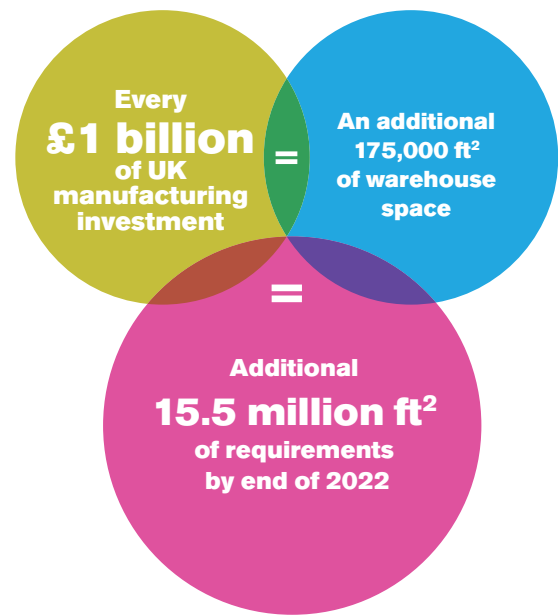 Every
£1 billion
of UK
manufacturing
investment
=
An additional
175,000 ft²
of warehouse
space
=
Additional
15.5 million ft²
of requirements
by end of 2022